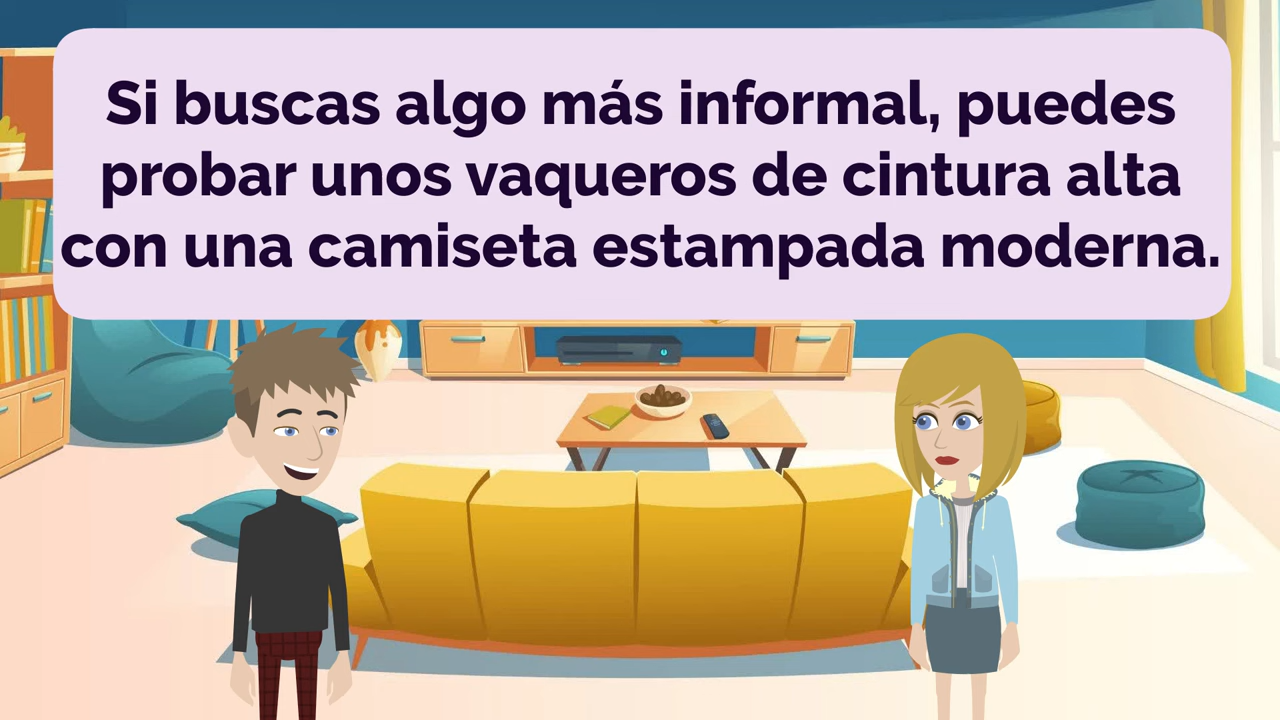 Si buscas algo más informal, puedes
probar unos vaqueros de cintura alta
con una camiseta estampada moderna.